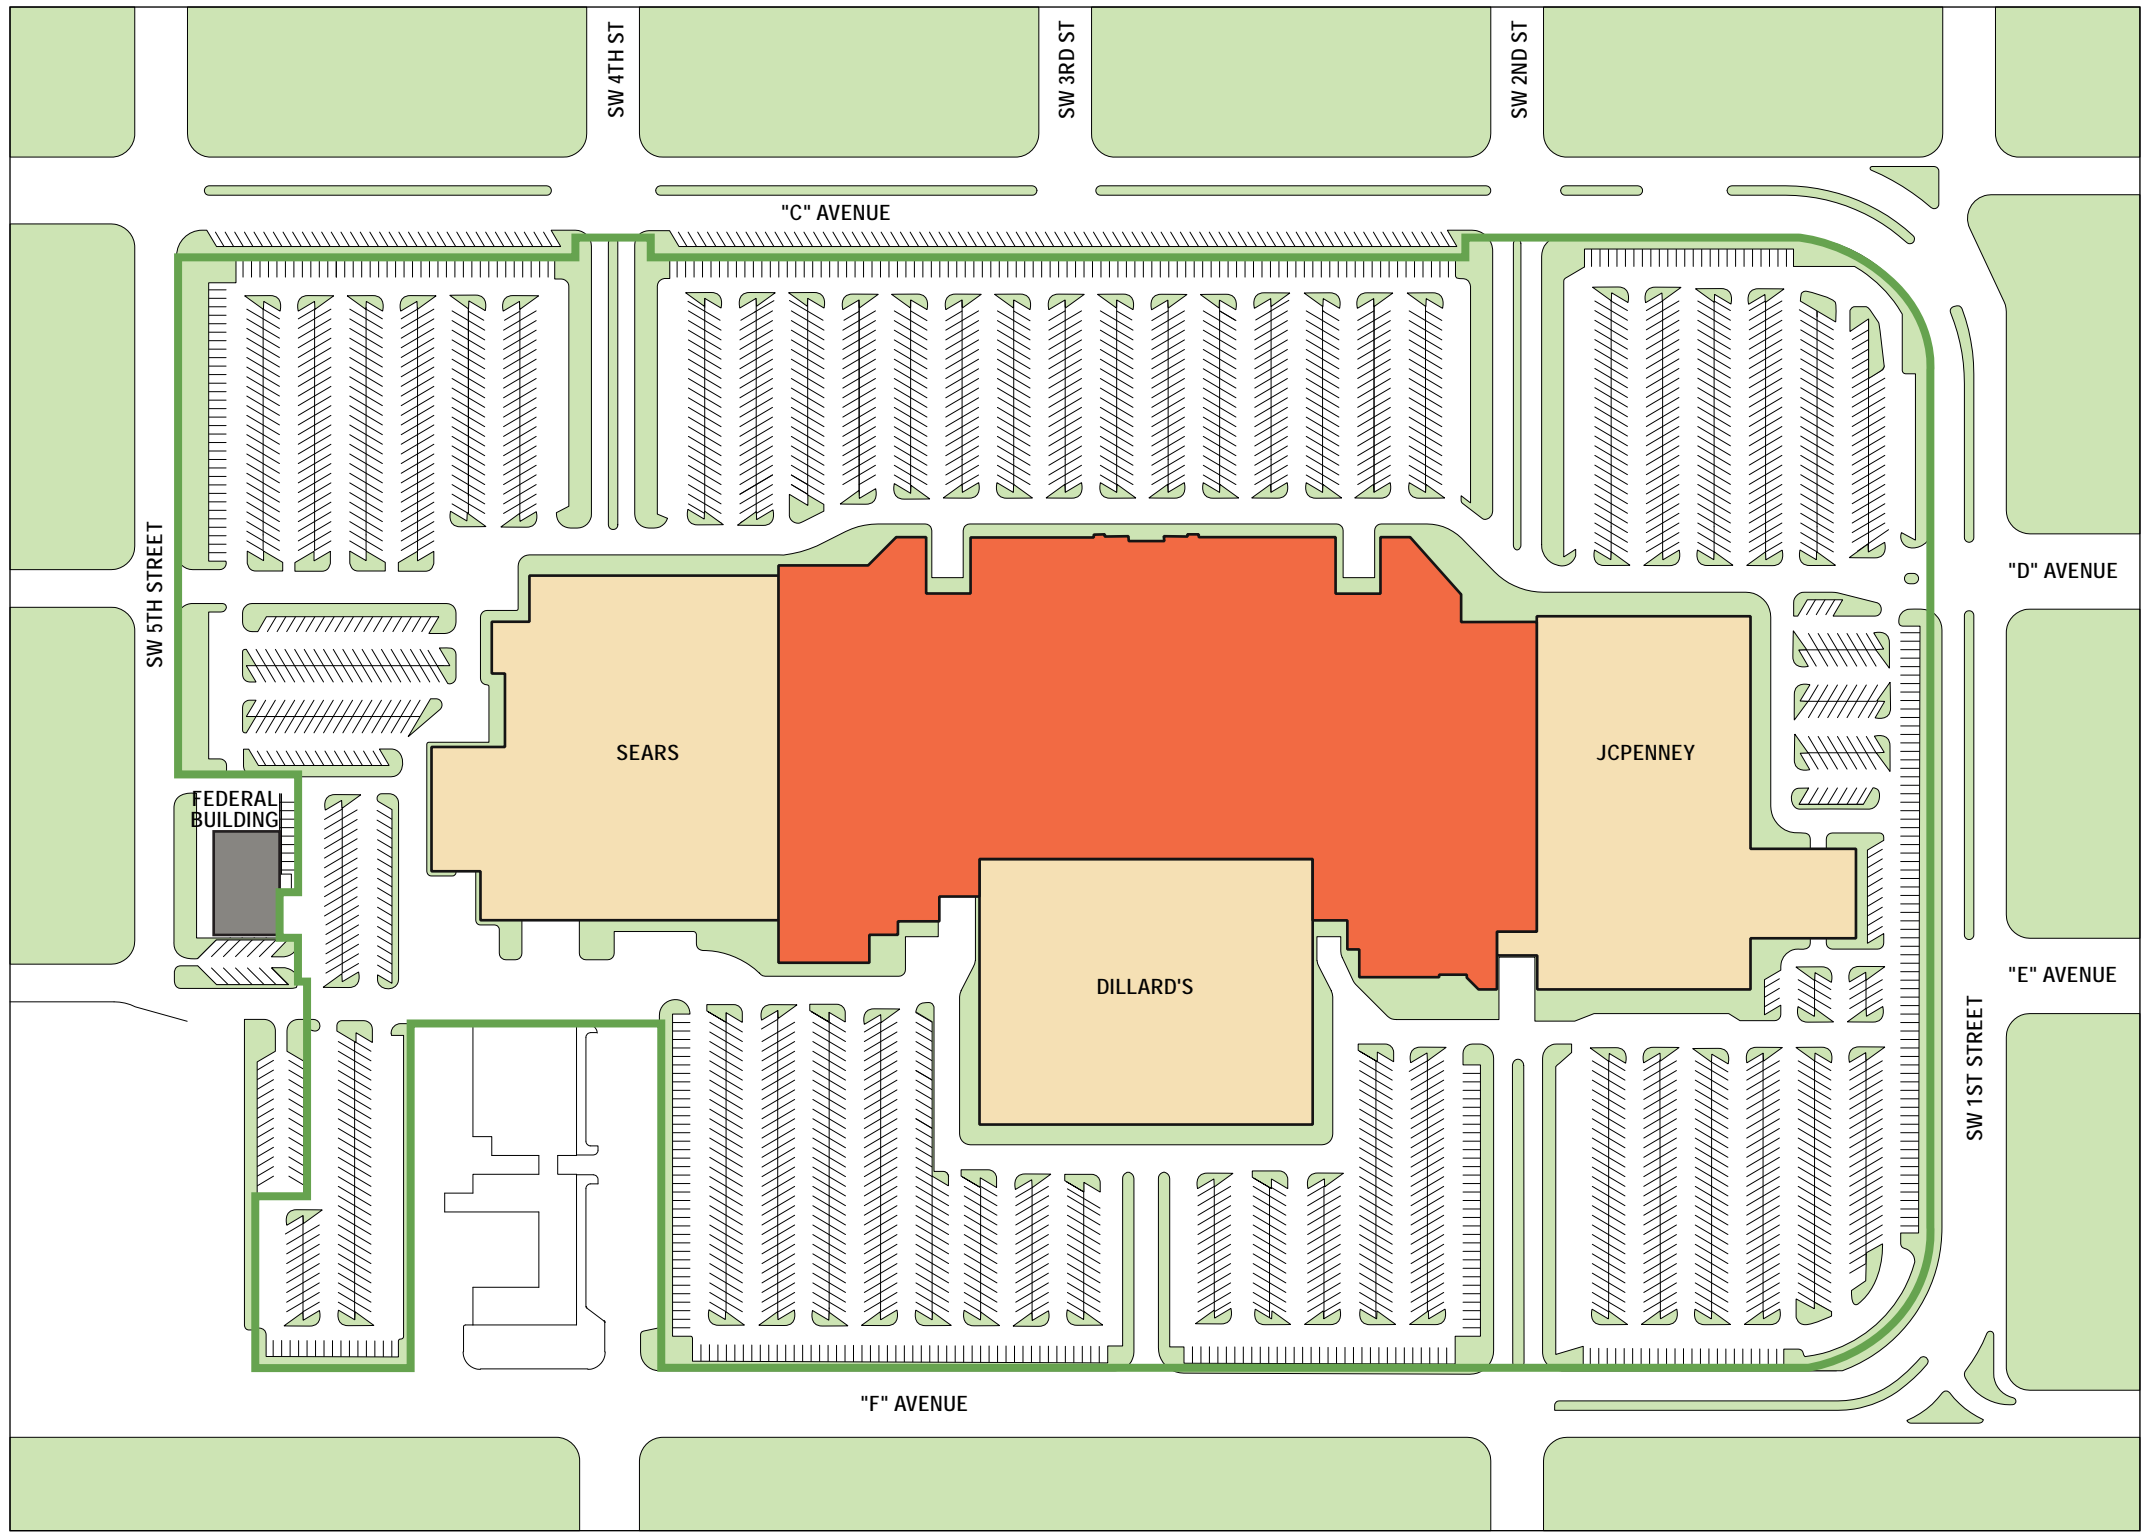 SW 4TH ST
SW 3RD ST
SW 2ND ST
"C" AVENUE
SW 5TH STREET
"D" AVENUE
SEARS
JCPENNEY
FEDERAL
BUILDING
DILLARD'S
"E" AVENUE
SW 1ST STREET
"F" AVENUE